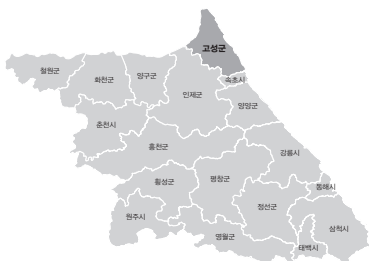 고성군
철원군
화천군
양구군
인제군
속초시
양양군
춘천시
홍천군
강릉시
횡성군
평창군
동해시
정선군
원주시
삼척시
영월군
태백시